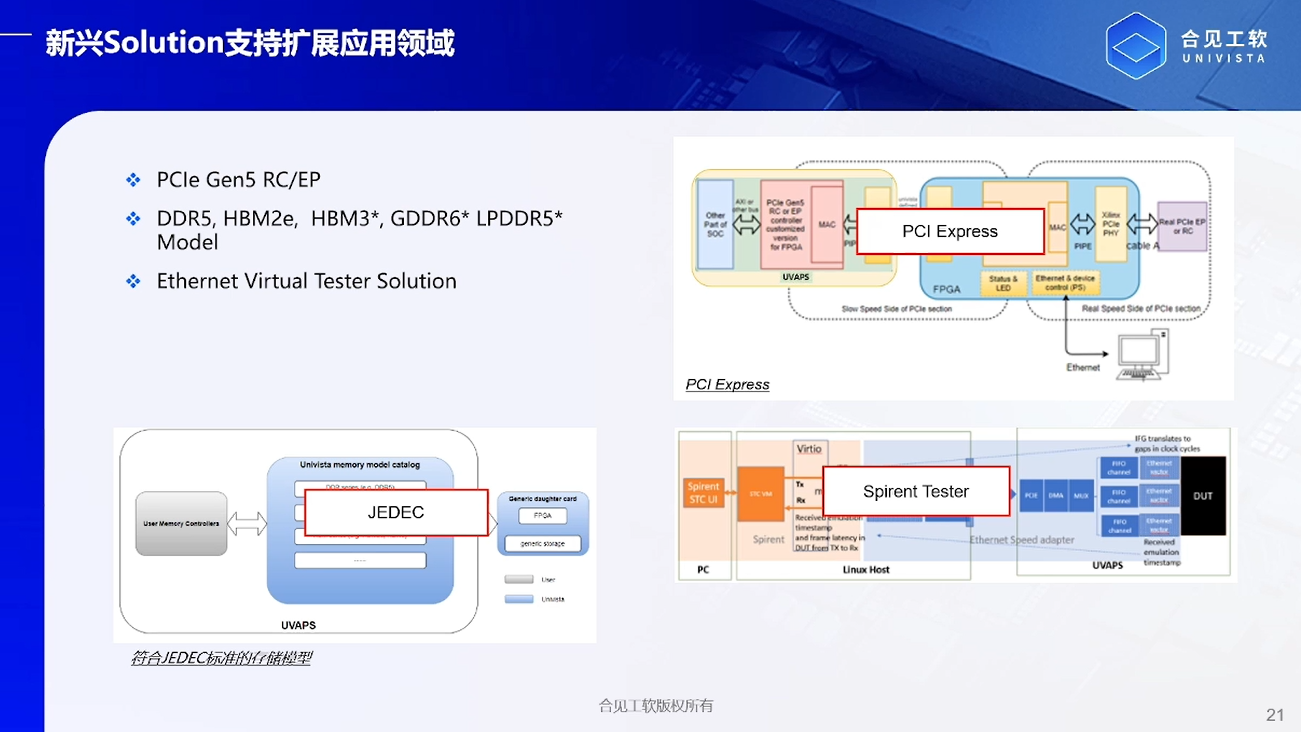 新兴Solution支持扩展应用领域
合见工软
UNIVISTA
PCIe Gen5 RC/EP
DDR5, HBM2e, HBM3*, GDDR6* LPDDR5*
Model
Ethernet Virtual Tester Solution
Other
Part of
SOC
AXI or
other bus
PCIe Gen5
RC or EP
controller
customized
version
for FPGA
MAC
UVAPS
PCI Express
MAC
PIPE
Xilinx
PCIe
PHY
cable A
Real PCIe EP
or RC
FPGA
Status &
LED
Ethernet & device
control (PS)
Slow Speed Side of PCIe section
Real Speed Side of PCIe section
Ethernet
PCI Express
Univista memory model catalog
User Memory Controllers
JEDEC
......
Generic daughter card
FPGA
generic storage
User
Univista
UVAPS
符合JEDEC标准的存储模型
Spirent
STC UI
STC VM
Virtio
Tx
Rx
Spirent Tester
Received emulation
timestamp
and frame latency in
DUT from TX to Rx
Spirent
Ethernet Speed adapter
IFG translates to
gaps in clock cycles
PCIE
DMA
MUX
FIFO
channel
Ethernet
FIFO
channel
Ethernet
FIFO
channel
Ethernet
DUT
Received
emulation
timestamp
PC
Linux Host
UVAPS
合见工软版权所有
21